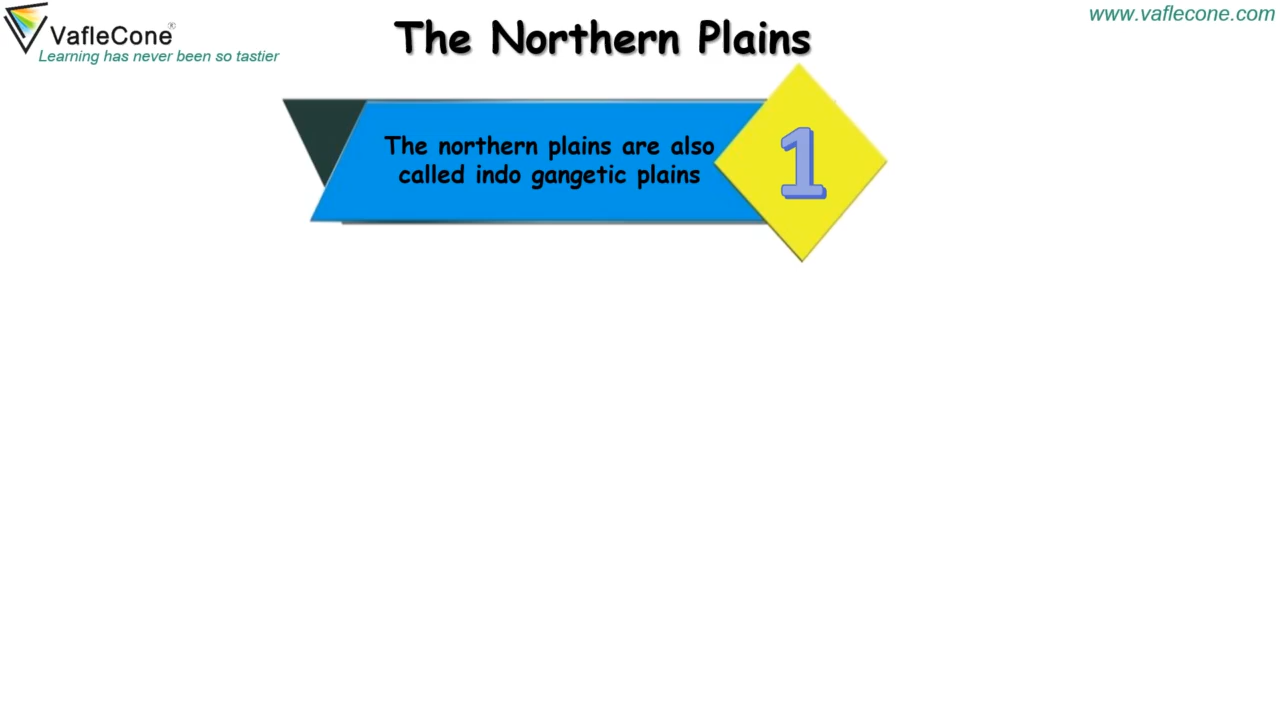 VafleCone®
Learning has never been so tastier
The Northern Plains
www.vaflecone.com
The northern plains are also
called indo gangetic plains
1